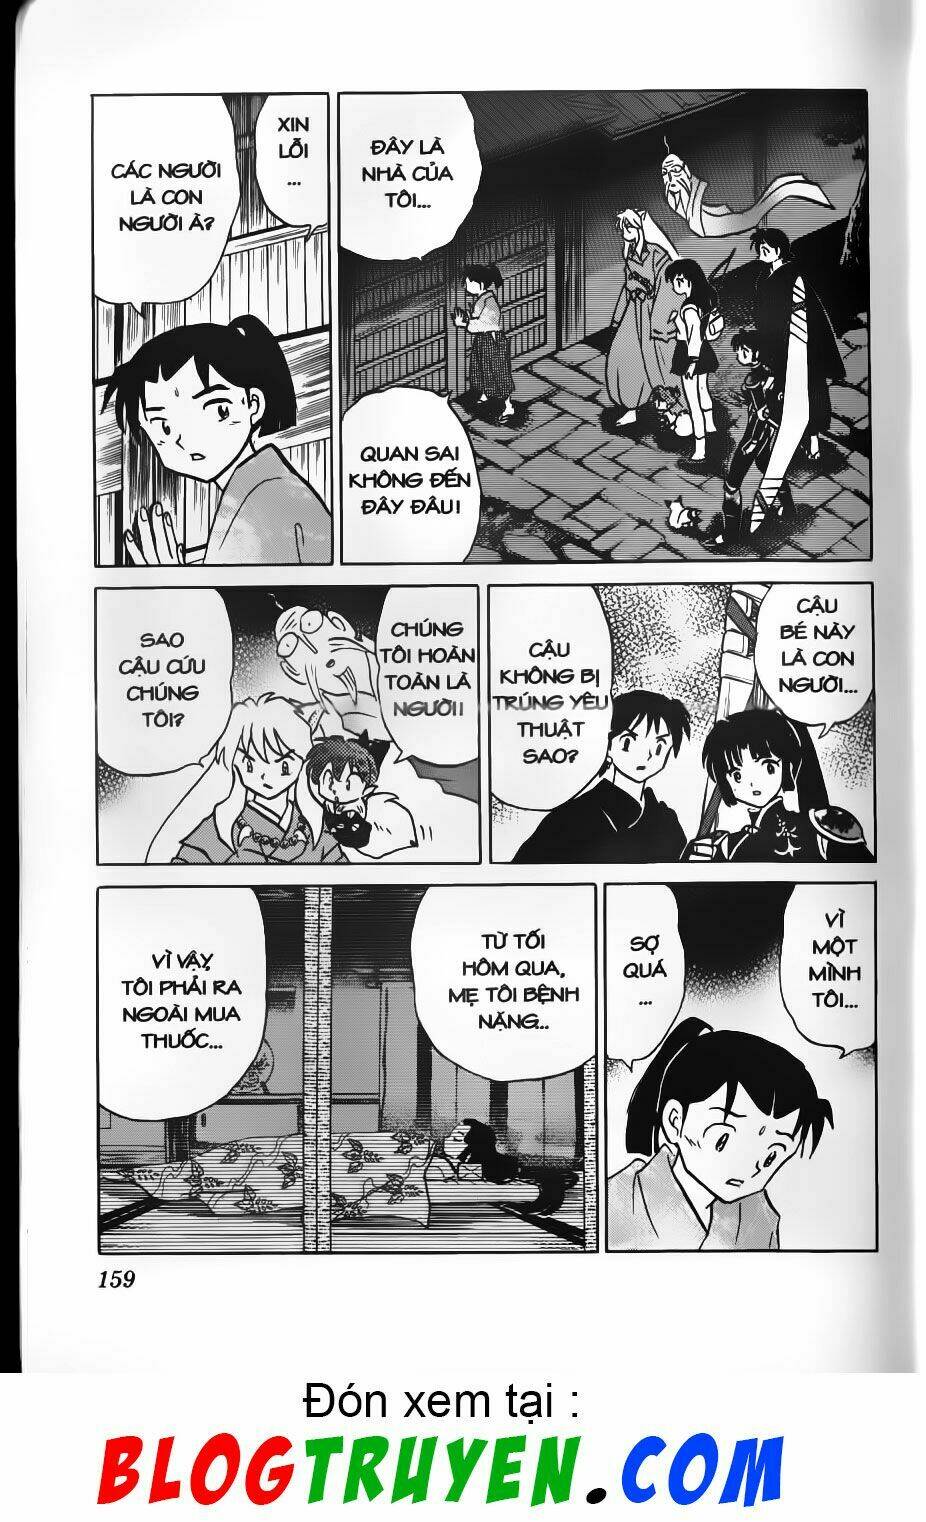 ĐÂY LÀ
NHÀ CỦA
TÔI...
QUAN SAI
KHÔNG ĐẾN
ĐÂY ĐÂU!
XIN
LỖI
...
CÁC NGƯỜI
LÀ CON
NGƯỜI À?
CẬU
BÉ NÀY
LÀ CON
NGƯỜI...
CẬU
KHÔNG BỊ
TRÚNG YÊU
THUẬT
SAO?
CHÚNG
TÔI HOÀN
TOÀN LÀ
NGƯỜI!!
SAO
CẬU CỨU
CHÚNG
TÔI?
VÌ
MỘT
MÌNH
TÔI...
SỢ
QUÁ
...
TỪ TỐI
HÔM QUA,
MẸ TÔI BỆNH
NẶNG...
VÌ VẬY,
TÔI PHẢI RA
NGOÀI MUA
THUỐC...
159
Đón xem tại :
BLOGTRUYEN.COM